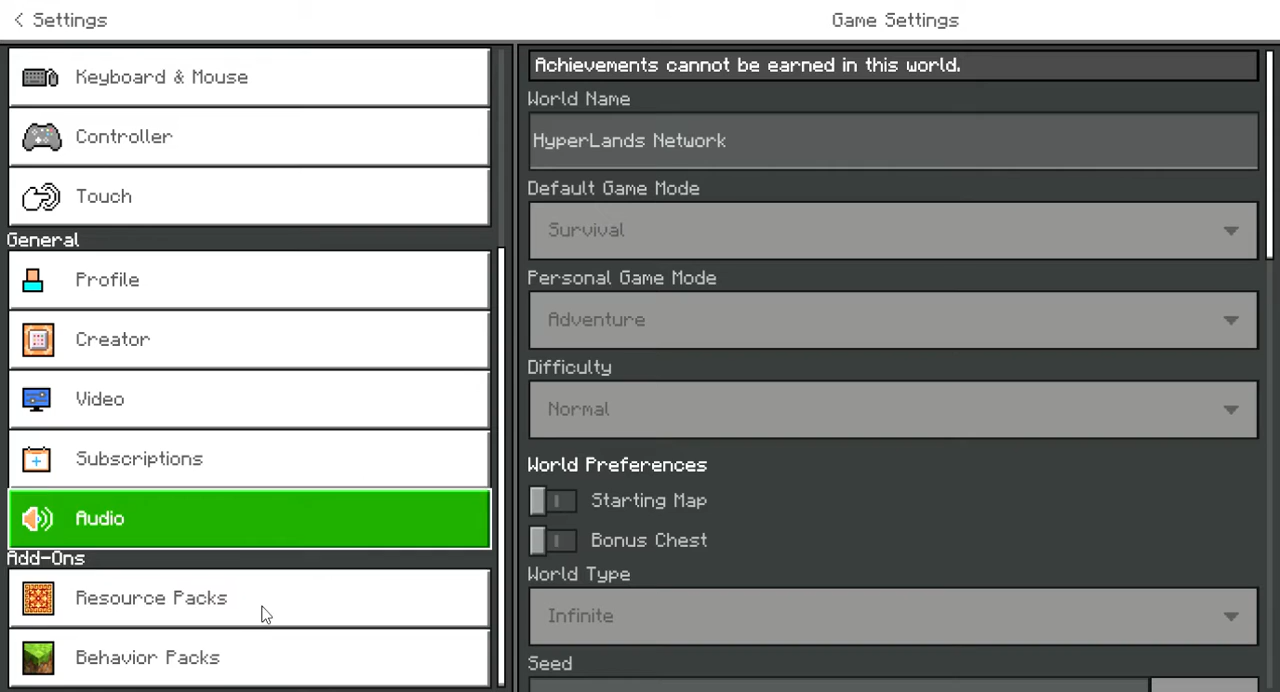 Settings
Game Settings
Keyboard & Mouse
Controller
Touch
General
Profile
Creator
Video
Subscriptions
Audio
Add-Ons
Resource Packs
Behavior Packs
Achievements cannot be earned in this world.
World Name
HyperLands Network
Default Game Mode
Survival
Personal Game Mode
Adventure
Difficulty
Normal
World Preferences
Starting Map
Bonus Chest
World Type
Infinite
Seed